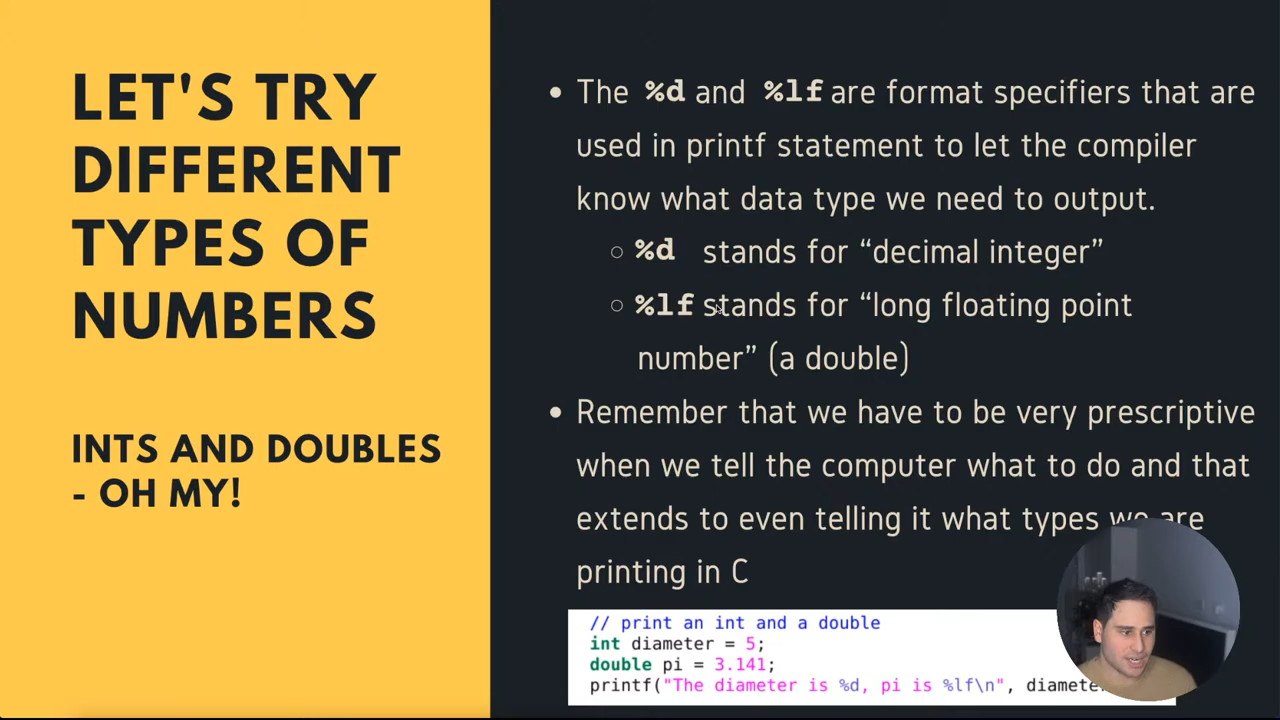 LET'S TRY
DIFFERENT
TYPES OF
NUMBERS
INTS AND DOUBLES
- OH MY!
• The %d and %lf are format specifiers that are
used in printf statement to let the compiler
know what data type we need to output.
○ %d stands for “decimal integer”
○ %lf stands for “long floating point
number” (a double)
• Remember that we have to be very prescriptive
when we tell the computer what to do and that
extends to even telling it what types we are
printing in C
// print an int and a double
int diameter = 5;
double pi = 3.141;
printf("The diameter is %d, pi is %lf\n",